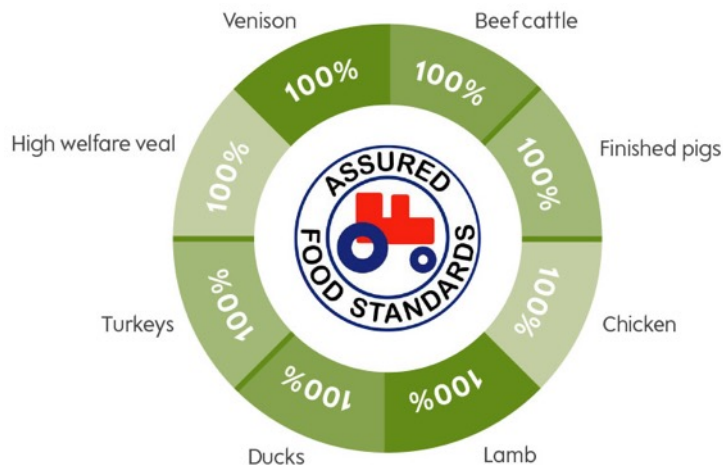 Venison
100%
Beef cattle
100%
Finished pigs
100%
Chicken
100%
Lamb
100%
Ducks
100%
Turkeys
100%
High welfare veal
100%
ASSURED
FOOD STANDARDS